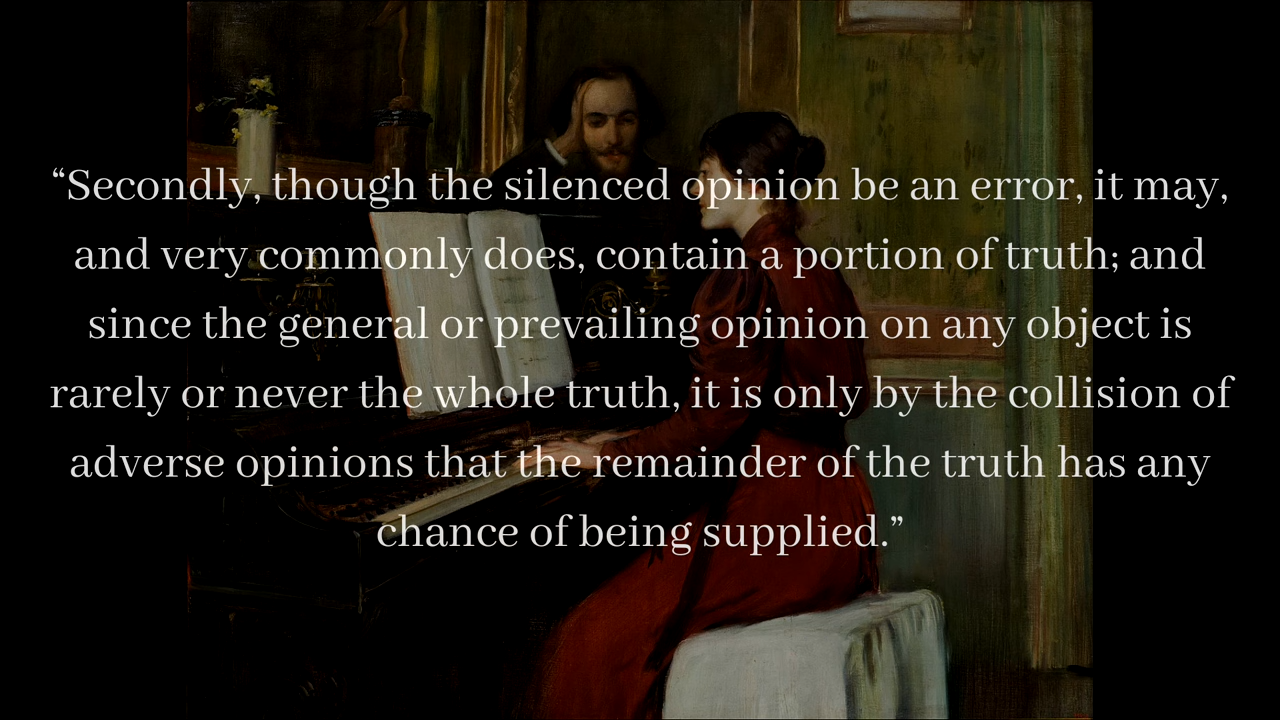 “Secondly, though the silenced opinion be an error, it may,
and very commonly does, contain a portion of truth; and
since the general or prevailing opinion on any object is
rarely or never the whole truth, it is only by the collision of
adverse opinions that the remainder of the truth has any
chance of being supplied.”